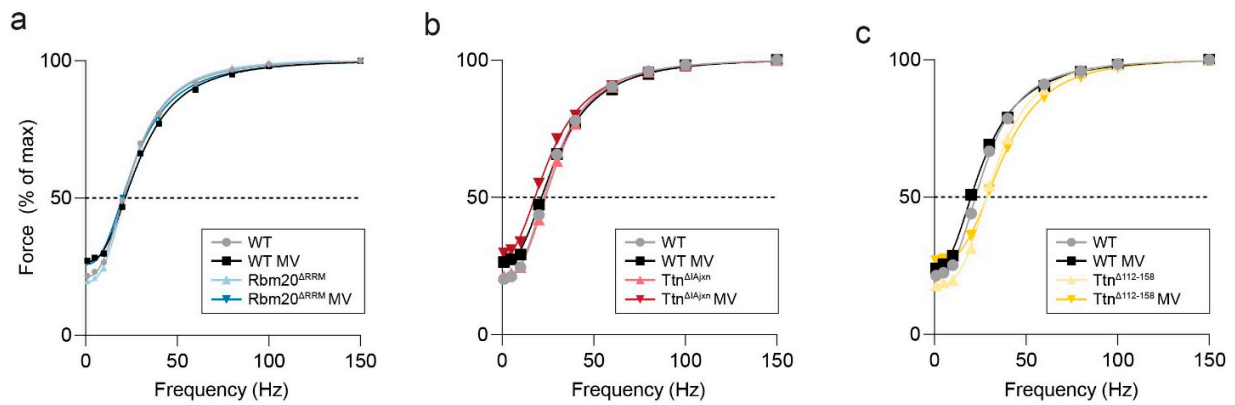 a
100
50
0
Force (% of max)
0 50 100 150
Frequency (Hz)
WT
WT MV
Rbm20ΔRRM
Rbm20ΔRRM MV
b
100
50
0
0 50 100 150
Frequency (Hz)
WT
WT MV
TtnΔIAjxn
TtnΔIAjxn MV
c
100
50
0
0 50 100 150
Frequency (Hz)
WT
WT MV
TtnΔ112-158
TtnΔ112-158 MV